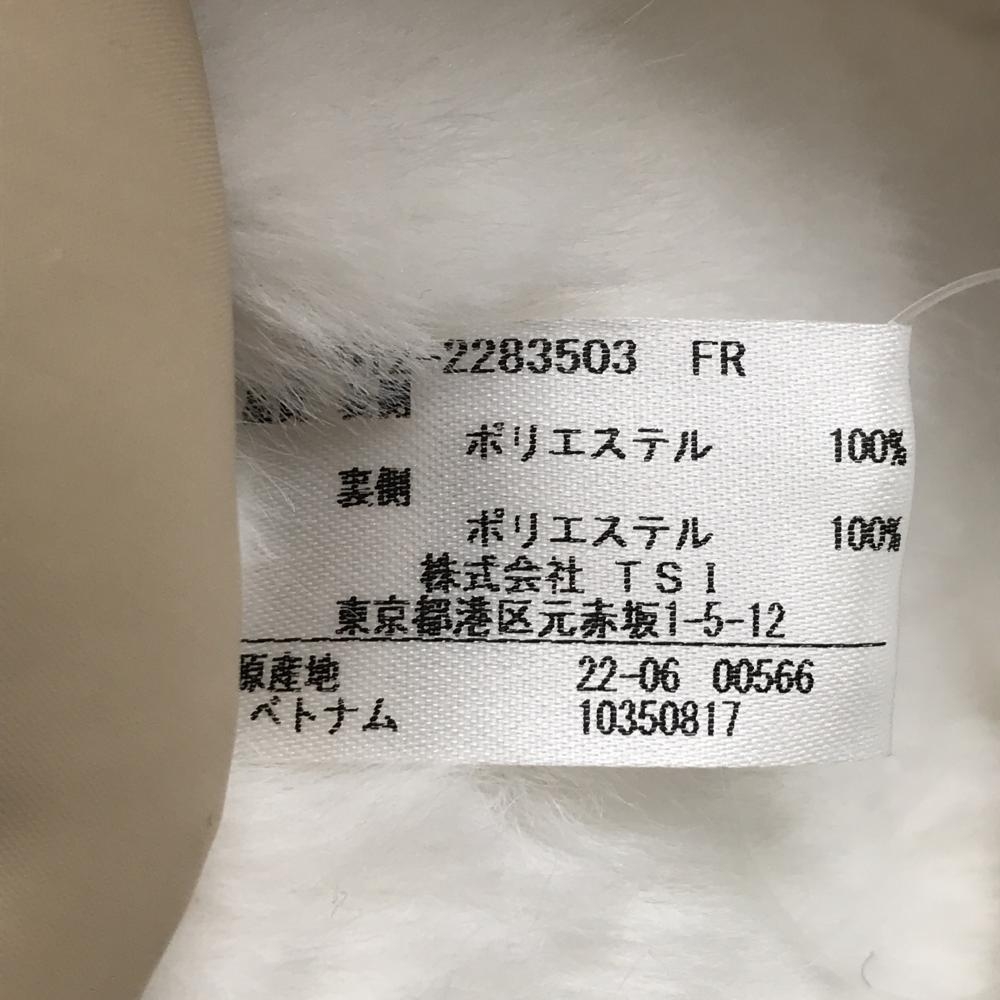 -2283503 FR
ポリエステル 100%
裏側
ポリエステル 100%
株式会社 TSI
東京都港区元赤坂1-5-12
原産地 22-06 00566
ベトナム 10350817